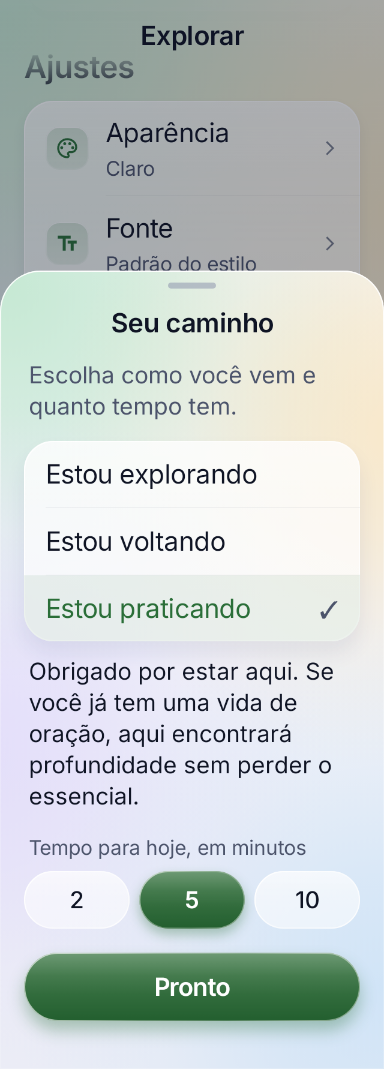 Explorar
Ajustes
Aparência
Claro
Fonte
Padrão do estilo
Seu caminho
Escolha como você vem e
quanto tempo tem.
Estou explorando
Estou voltando
Estou praticando ✓
Obrigado por estar aqui. Se
você já tem uma vida de
oração, aqui encontrará
profundidade sem perder o
essencial.
Tempo para hoje, em minutos
2 5 10
Pronto